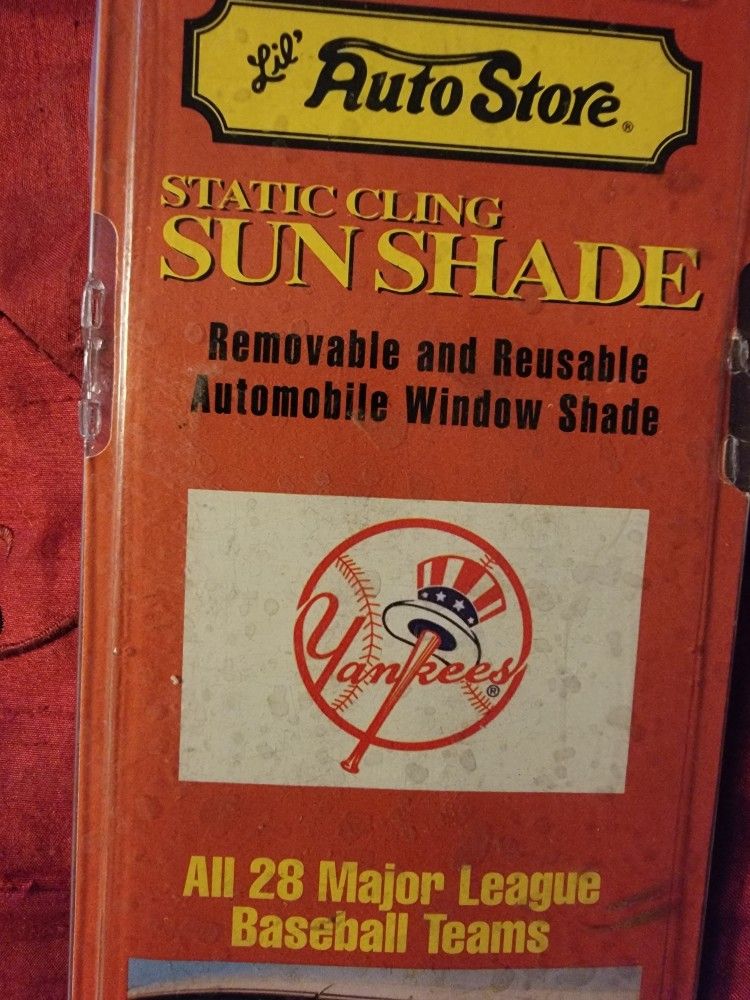 Lil' Auto Store®
STATIC CLING
SUN SHADE
Removable and Reusable
Automobile Window Shade
Yankees®
All 28 Major League
Baseball Teams